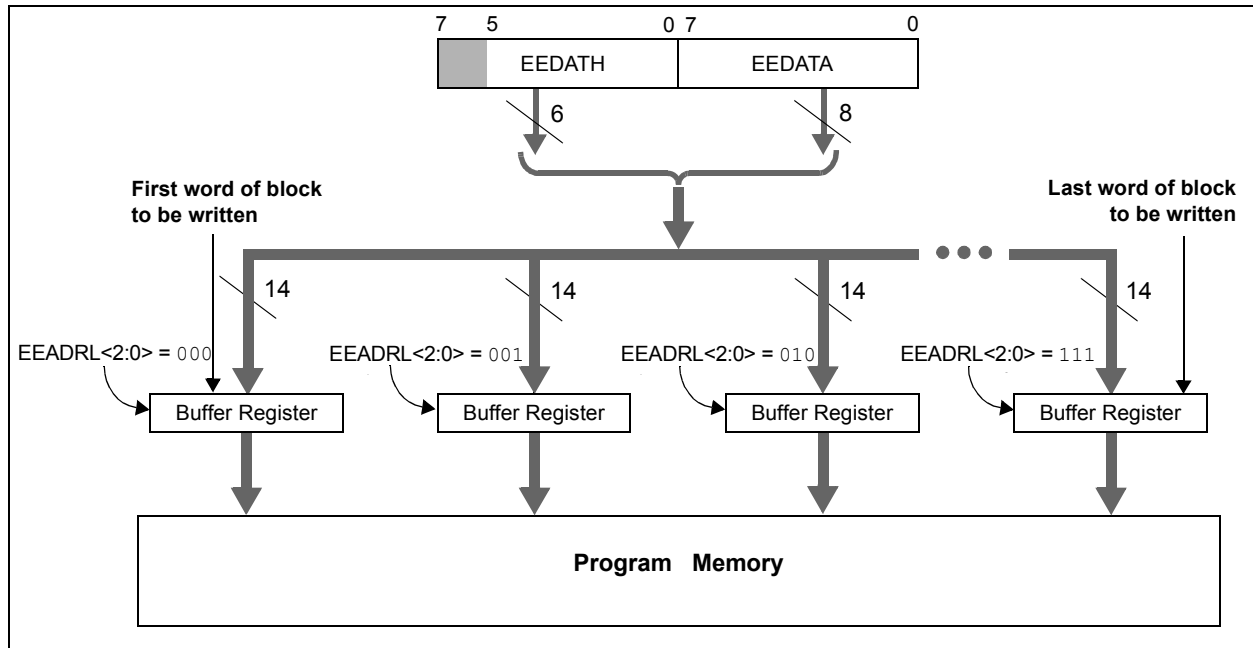 7 5 0 7 0
EEDATH EEDATA
6 8
First word of block
to be written
Last word of block
to be written
14 14 14 14
EEADRL<2:0> = 000 EEADRL<2:0> = 001 EEADRL<2:0> = 010 EEADRL<2:0> = 111
Buffer Register Buffer Register Buffer Register Buffer Register
Program Memory